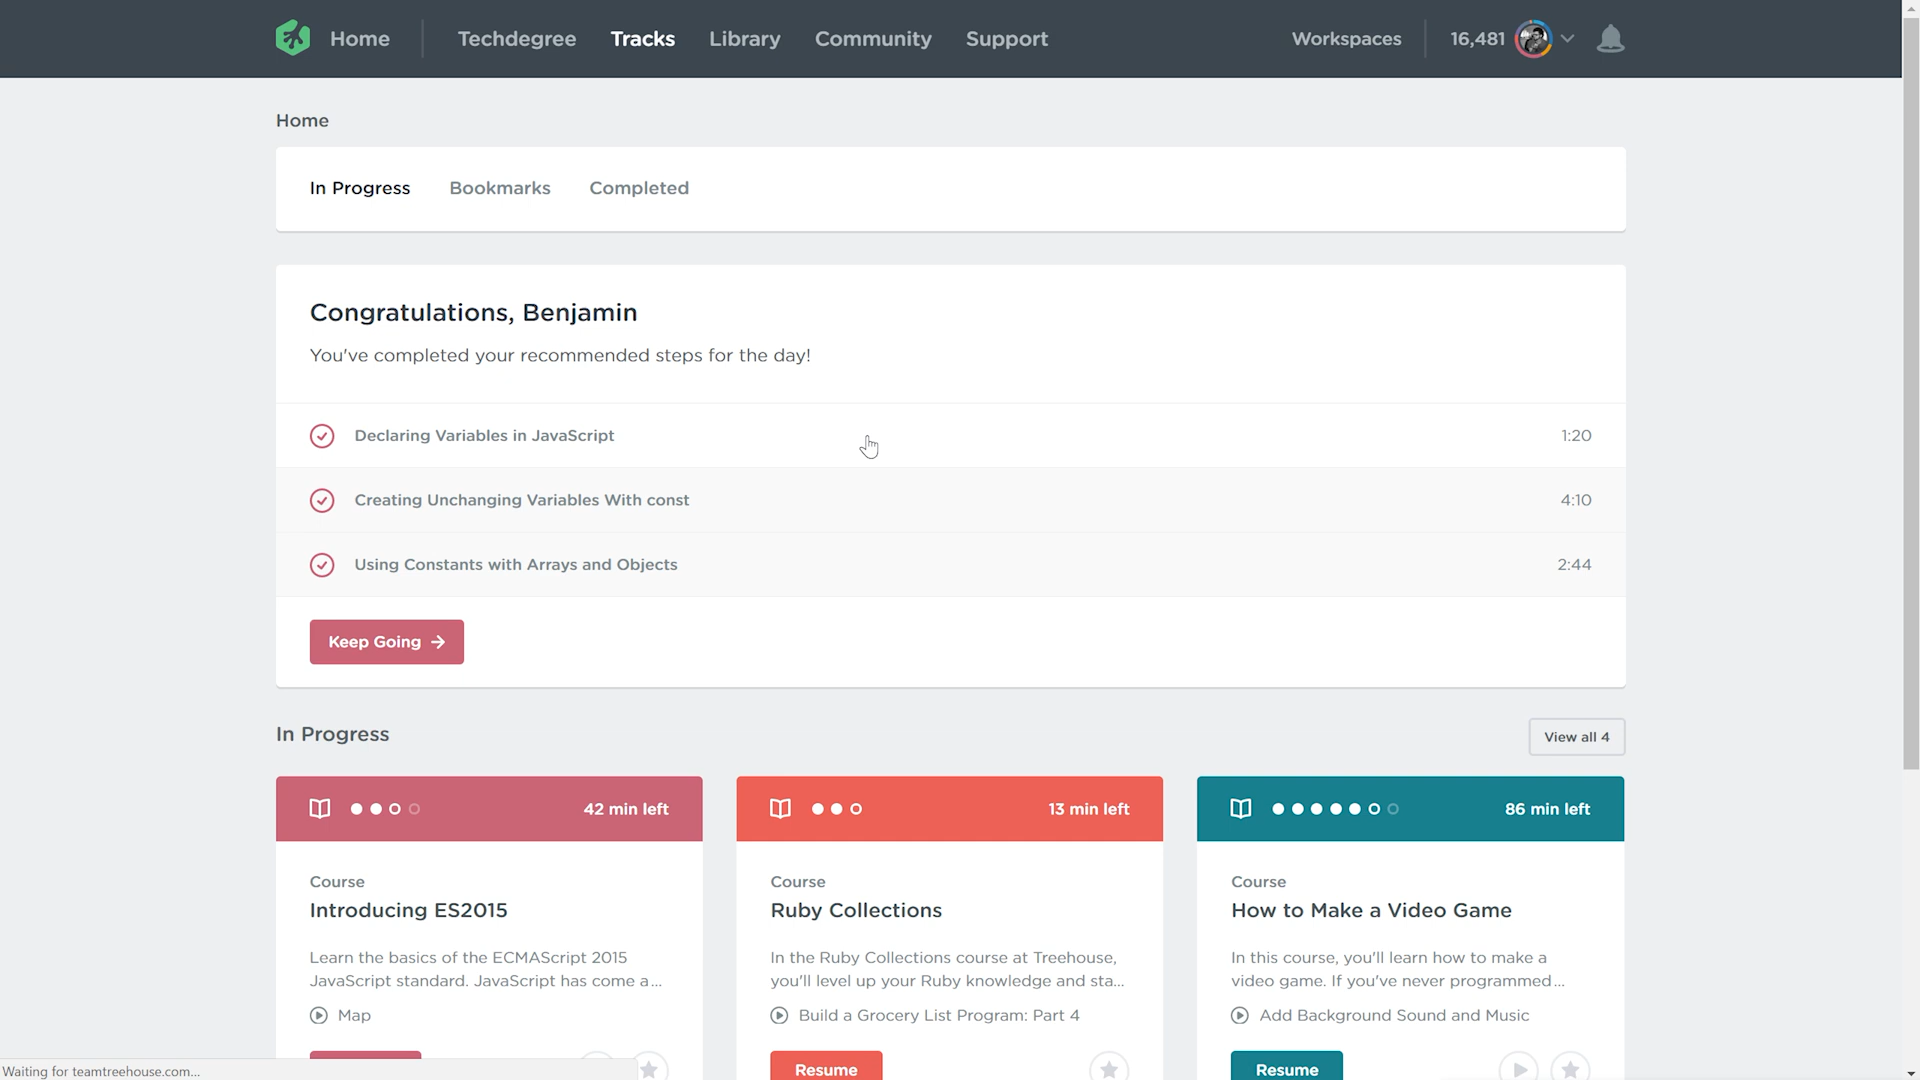 Home
Techdegree
Tracks
Library
Community
Support
Workspaces
16,481
Home
In Progress
Bookmarks
Completed
Congratulations, Benjamin
You've completed your recommended steps for the day!
Declaring Variables in JavaScript
1:20
Creating Unchanging Variables With const
4:10
Using Constants with Arrays and Objects
2:44
Keep Going
In Progress
View all 4
42 min left
Course
Introducing ES2015
Learn the basics of the ECMAScript 2015
JavaScript standard. JavaScript has come a...
Map
13 min left
Course
Ruby Collections
In the Ruby Collections course at Treehouse,
you'll level up your Ruby knowledge and sta...
Build a Grocery List Program: Part 4
Resume
86 min left
Course
How to Make a Video Game
In this course, you'll learn how to make a
video game. If you've never programmed...
Add Background Sound and Music
Resume
Waiting for teamtreehouse.com...